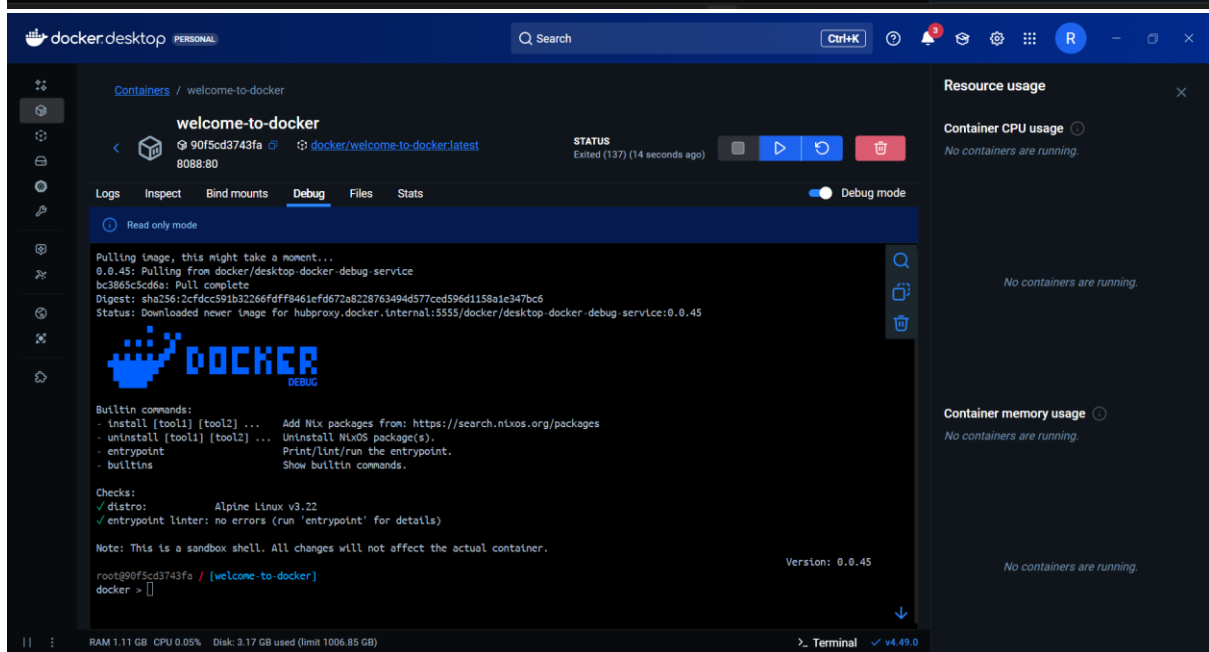 docker.desktop PERSONAL
Search
Ctrl+K
3
R
Containers / welcome-to-docker
welcome-to-docker
90f5cd3743fa
docker/welcome-to-docker:latest
8088:80
STATUS
Exited (137) (14 seconds ago)
Logs Inspect Bind mounts Debug Files Stats
Debug mode
Read only mode
Pulling image, this might take a moment...
0.0.45: Pulling from docker/desktop-docker-debug-service
bc3865c5cd6a: Pull complete
Digest: sha256:2cfdcc591b32266fdff8461efd672a8228763494d577ced596d1158a1e347bc6
Status: Downloaded newer image for hubproxy.docker.internal:5555/docker/desktop-docker-debug-service:0.0.45
DOCKER
DEBUG
Builtin commands:
- install [tool1] [tool2] ... Add Nix packages from: https://search.nixos.org/packages
- uninstall [tool1] [tool2] ... Uninstall NixOS package(s).
- entrypoint Print/lint/run the entrypoint.
- builtins Show builtin commands.
Checks:
✓ distro: Alpine Linux v3.22
✓ entrypoint linter: no errors (run 'entrypoint' for details)
Note: This is a sandbox shell. All changes will not affect the actual container.
Version: 0.0.45
root@90f5cd3743fa / [welcome-to-docker]
docker >
Resource usage
Container CPU usage
No containers are running.
No containers are running.
Container memory usage
No containers are running.
No containers are running.
RAM 1.11 GB CPU 0.05% Disk: 3.17 GB used (limit 1006.85 GB)
>_ Terminal
v4.49.0